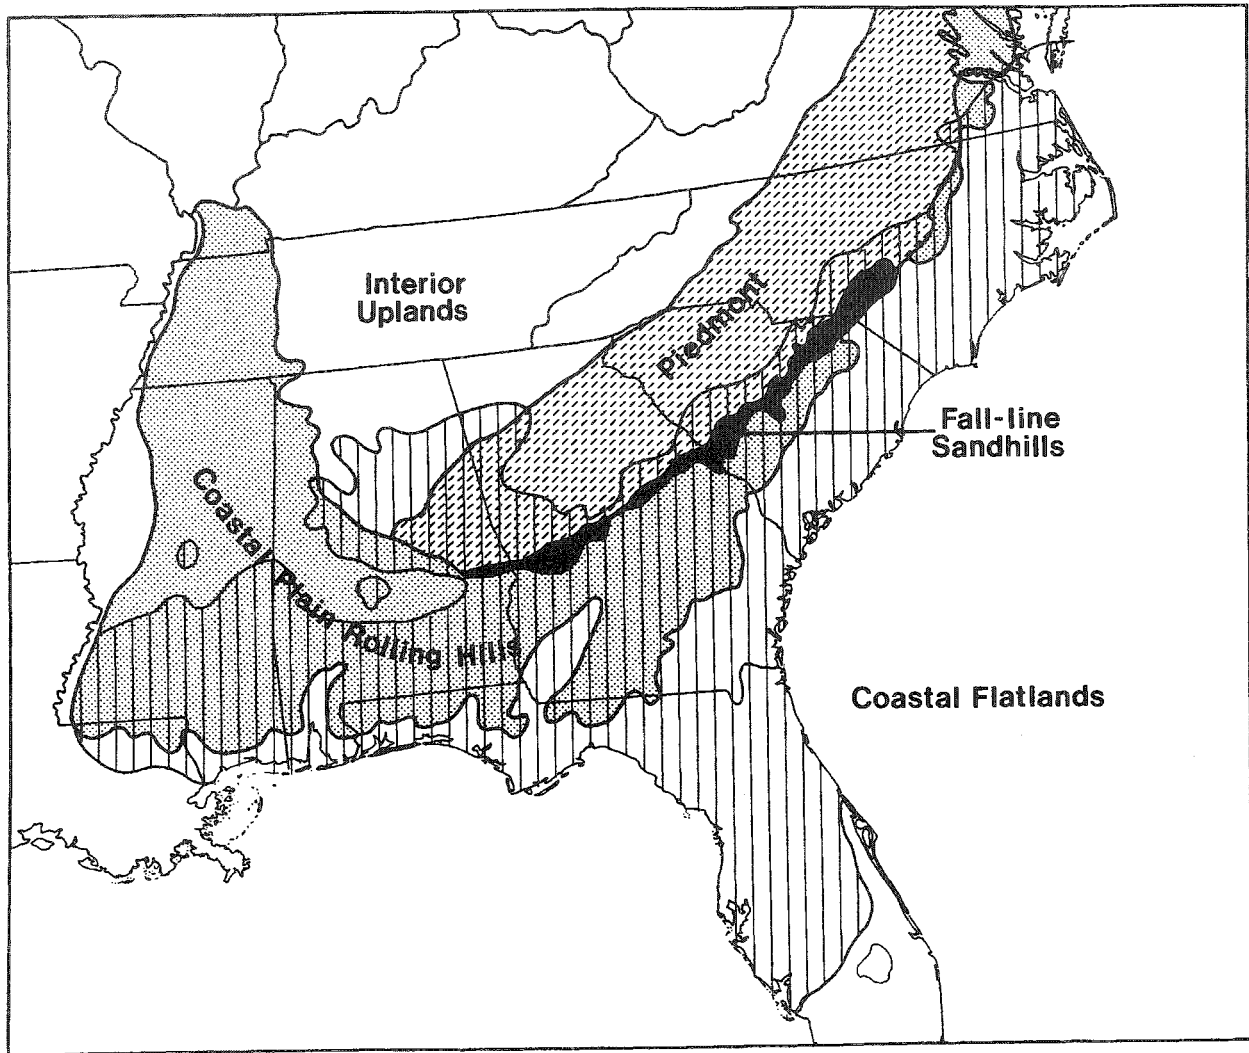 Interior
Uplands
Piedmont
Fall-line
Sandhills
Coastal Plain Rolling Hills
Coastal Flatlands